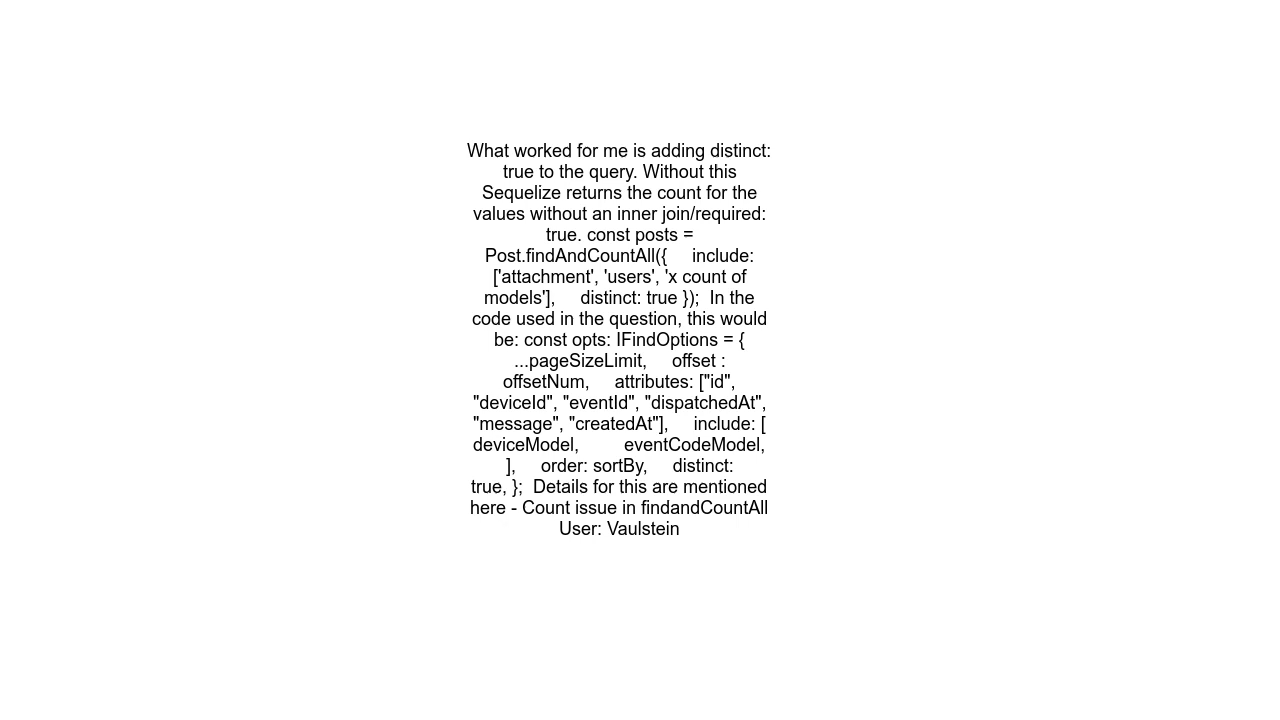 What worked for me is adding distinct:
true to the query. Without this
Sequelize returns the count for the
values without an inner join/required:
true. const posts =
Post.findAndCountAll({     include:
['attachment', 'users', 'x count of
models'],     distinct: true });  In the
code used in the question, this would
be: const opts: IFindOptions = {
...pageSizeLimit,     offset :
offsetNum,     attributes: ["id",
"deviceId", "eventId", "dispatchedAt",
"message", "createdAt"],     include: [
deviceModel,         eventCodeModel,
],     order: sortBy,     distinct:
true, };  Details for this are mentioned
here - Count issue in findandCountAll
User: Vaulstein